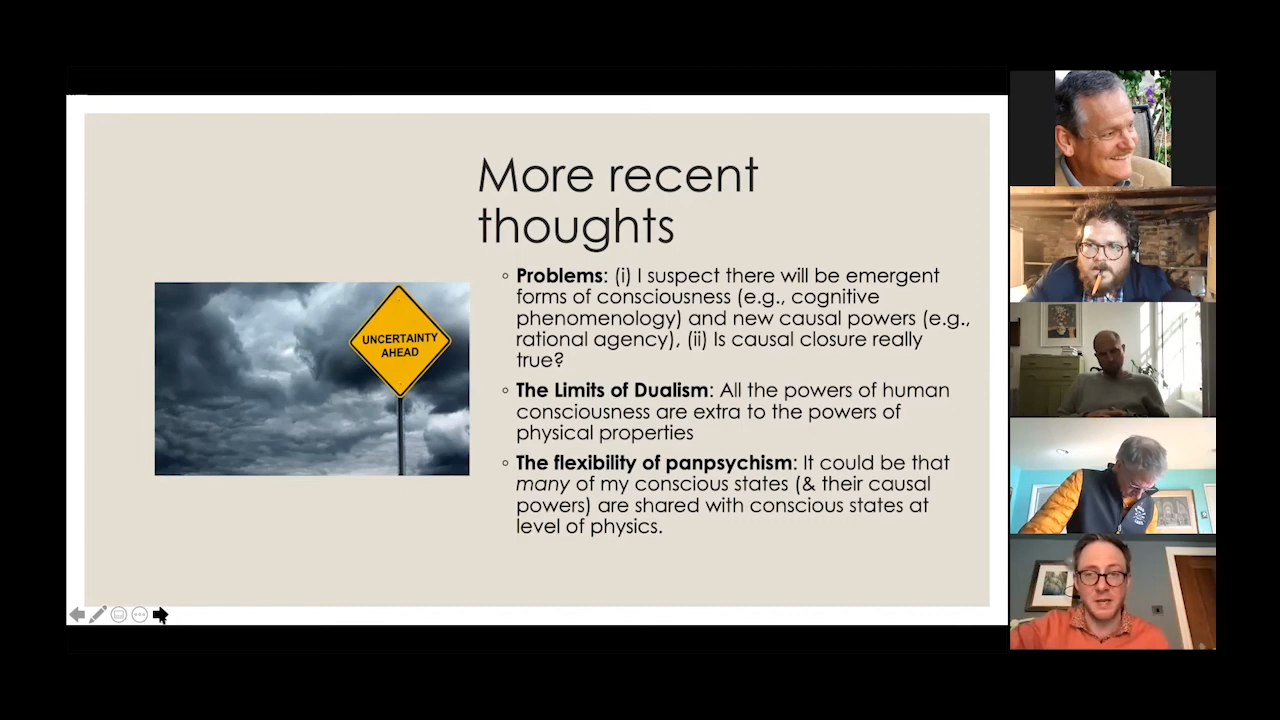 More recent
thoughts
UNCERTAINTY
AHEAD
◦ Problems: (i) I suspect there will be emergent
forms of consciousness (e.g., cognitive
phenomenology) and new causal powers (e.g.,
rational agency), (ii) Is causal closure really
true?
◦ The Limits of Dualism: All the powers of human
consciousness are extra to the powers of
physical properties
◦ The flexibility of panpsychism: It could be that
many of my conscious states (& their causal
powers) are shared with conscious states at
level of physics.